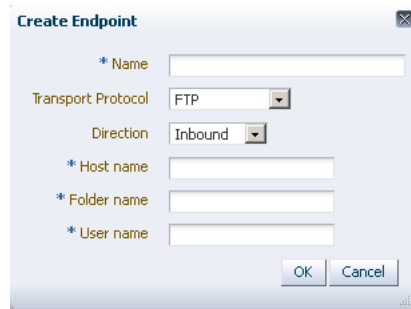 Create Endpoint
* Name
Transport Protocol FTP
Direction Inbound
* Host name
* Folder name
* User name
OK Cancel